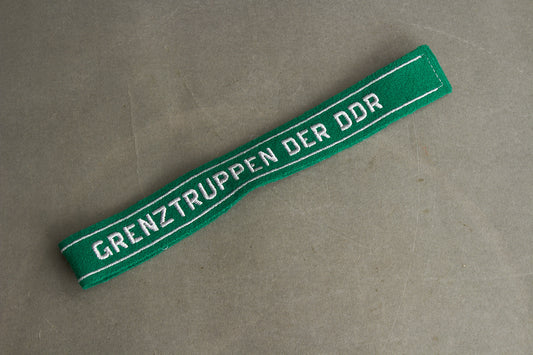 GRENZTRUPPEN DER DDR